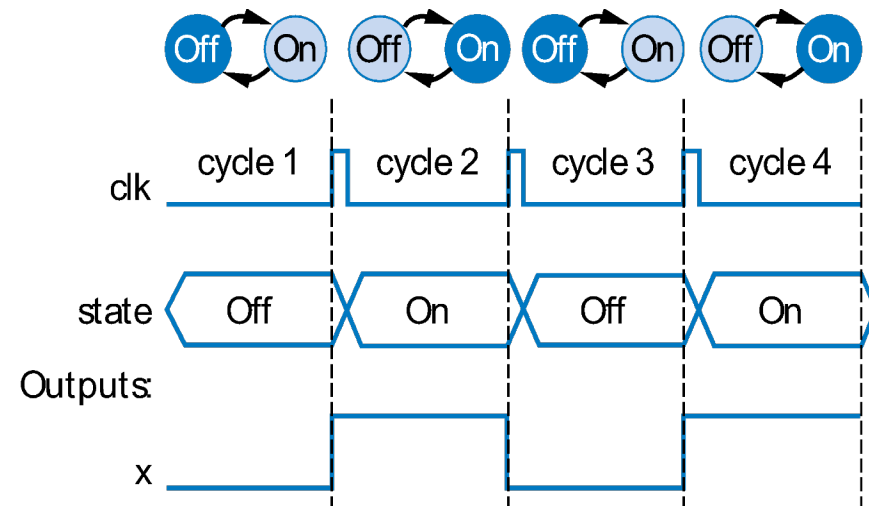 Off On Off On Off On Off On
clk cycle 1 cycle 2 cycle 3 cycle 4
state Off On Off On
Outputs:
x